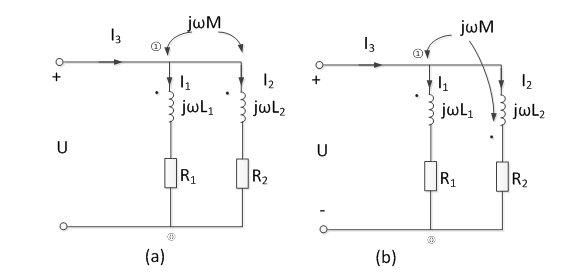 jωM
I₃
①
+
I₁
I₂
jωL₁
jωL₂
U
R₁
R₂
⓪
(a)
jωM
I₃
①
+
I₁
I₂
jωL₁
jωL₂
U
R₁
R₂
-
⓪
(b)